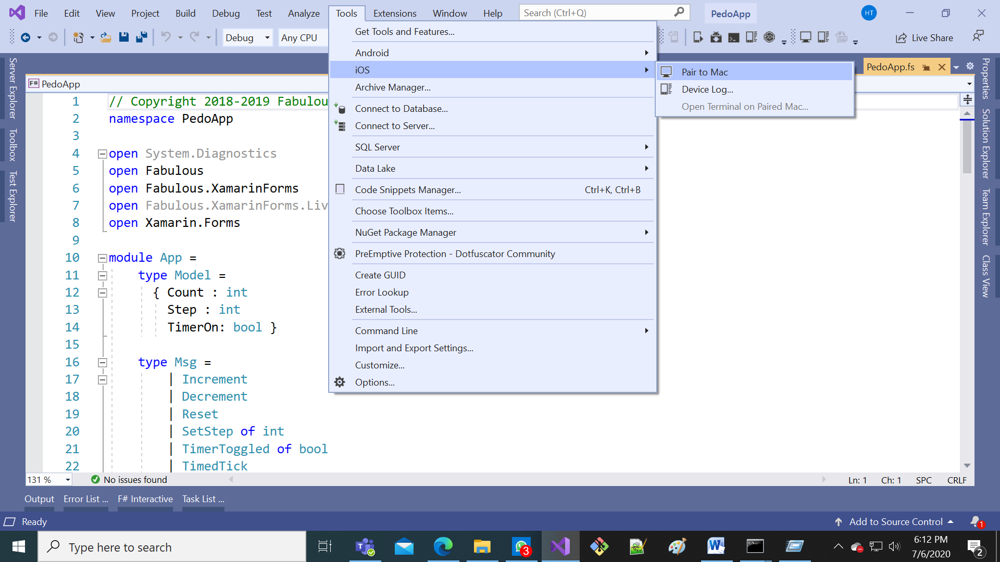 File Edit View Project Build Debug Test Analyze Tools Extensions Window Help Search (Ctrl+Q) PedoApp HT
Debug Any CPU Live Share
Get Tools and Features...
Android
iOS
Archive Manager...
Connect to Database...
Connect to Server...
SQL Server
Data Lake
Code Snippets Manager... Ctrl+K, Ctrl+B
Choose Toolbox Items...
NuGet Package Manager
PreEmptive Protection - Dotfuscator Community
Create GUID
Error Lookup
External Tools...
Command Line
Import and Export Settings...
Customize...
Options...
Pair to Mac
Device Log...
Open Terminal on Paired Mac...
Server Explorer
Toolbox
Test Explorer
PedoApp.fs
F# PedoApp
1 // Copyright 2018-2019 Fabulou
2 namespace PedoApp
3
4 open System.Diagnostics
5 open Fabulous
6 open Fabulous.XamarinForms
7 open Fabulous.XamarinForms.Liv
8 open Xamarin.Forms
9
10 module App =
11 type Model =
12 { Count : int
13 Step : int
14 TimerOn: bool }
15
16 type Msg =
17 | Increment
18 | Decrement
19 | Reset
20 | SetStep of int
21 | TimerToggled of bool
22 | TimedTick
Properties
Solution Explorer
Team Explorer
Class View
131 % No issues found Ln: 1 Ch: 1 SPC CRLF
Output Error List ... F# Interactive Task List ...
Ready Add to Source Control 1
Type here to search 3 6:12 PM
7/6/2020 2